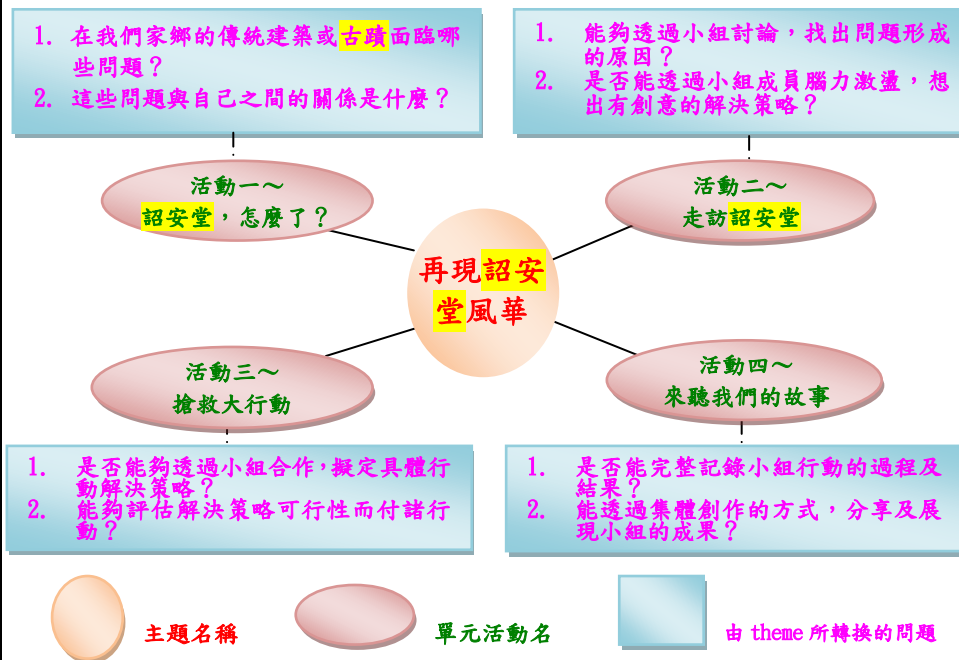 1. 在我們家鄉的傳統建築或古蹟面臨哪
些問題？
2. 這些問題與自己之間的關係是什麼？
1. 能夠透過小組討論，找出問題形成
的原因？
2. 是否能透過小組成員腦力激盪，想
出有創意的解決策略？
活動一～
詔安堂，怎麼了？
活動二～
走訪詔安堂
再現詔安
堂風華
活動三～
搶救大行動
活動四～
來聽我們的故事
1. 是否能夠透過小組合作，擬定具體行
動解決策略？
2. 能夠評估解決策略可行性而付諸行
動？
1. 是否能完整記錄小組行動的過程及
結果？
2. 能透過集體創作的方式，分享及展
現小組的成果？
主題名稱
單元活動名
由 theme 所轉換的問題